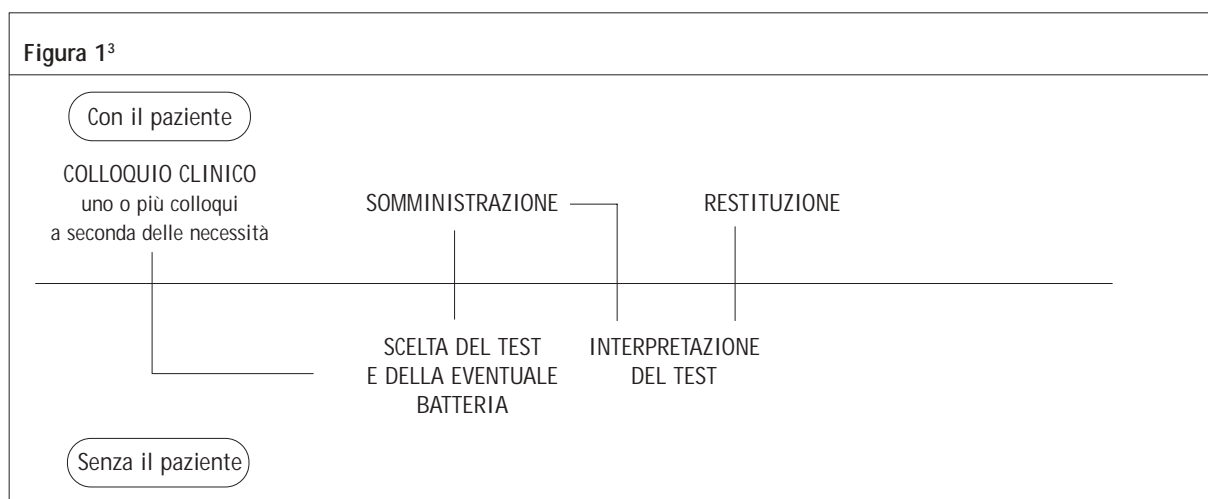 Figura 1³
Con il paziente
COLLOQUIO CLINICO
uno o più colloqui
a seconda delle necessità
SOMMINISTRAZIONE
RESTITUZIONE
SCELTA DEL TEST
E DELLA EVENTUALE
BATTERIA
INTERPRETAZIONE
DEL TEST
Senza il paziente